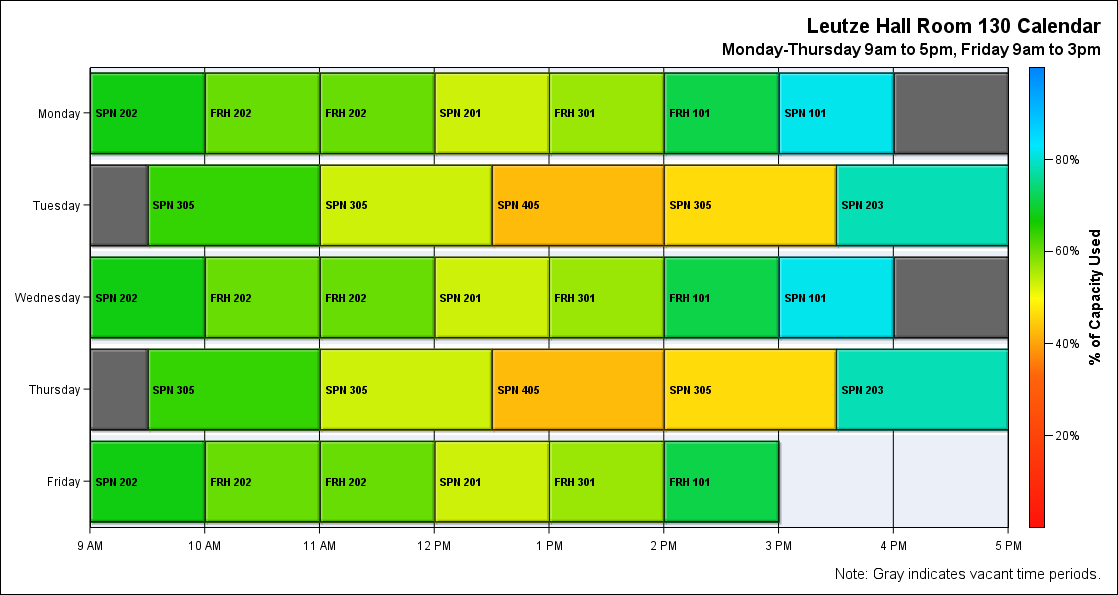 Leutze Hall Room 130 Calendar
Monday-Thursday 9am to 5pm, Friday 9am to 3pm
Monday
SPN 202
FRH 202
FRH 202
SPN 201
FRH 301
FRH 101
SPN 101
Tuesday
SPN 305
SPN 305
SPN 405
SPN 305
SPN 203
Wednesday
SPN 202
FRH 202
FRH 202
SPN 201
FRH 301
FRH 101
SPN 101
Thursday
SPN 305
SPN 305
SPN 405
SPN 305
SPN 203
Friday
SPN 202
FRH 202
FRH 202
SPN 201
FRH 301
FRH 101
9 AM
10 AM
11 AM
12 PM
1 PM
2 PM
3 PM
4 PM
5 PM
80%
60%
40%
20%
% of Capacity Used
Note: Gray indicates vacant time periods.